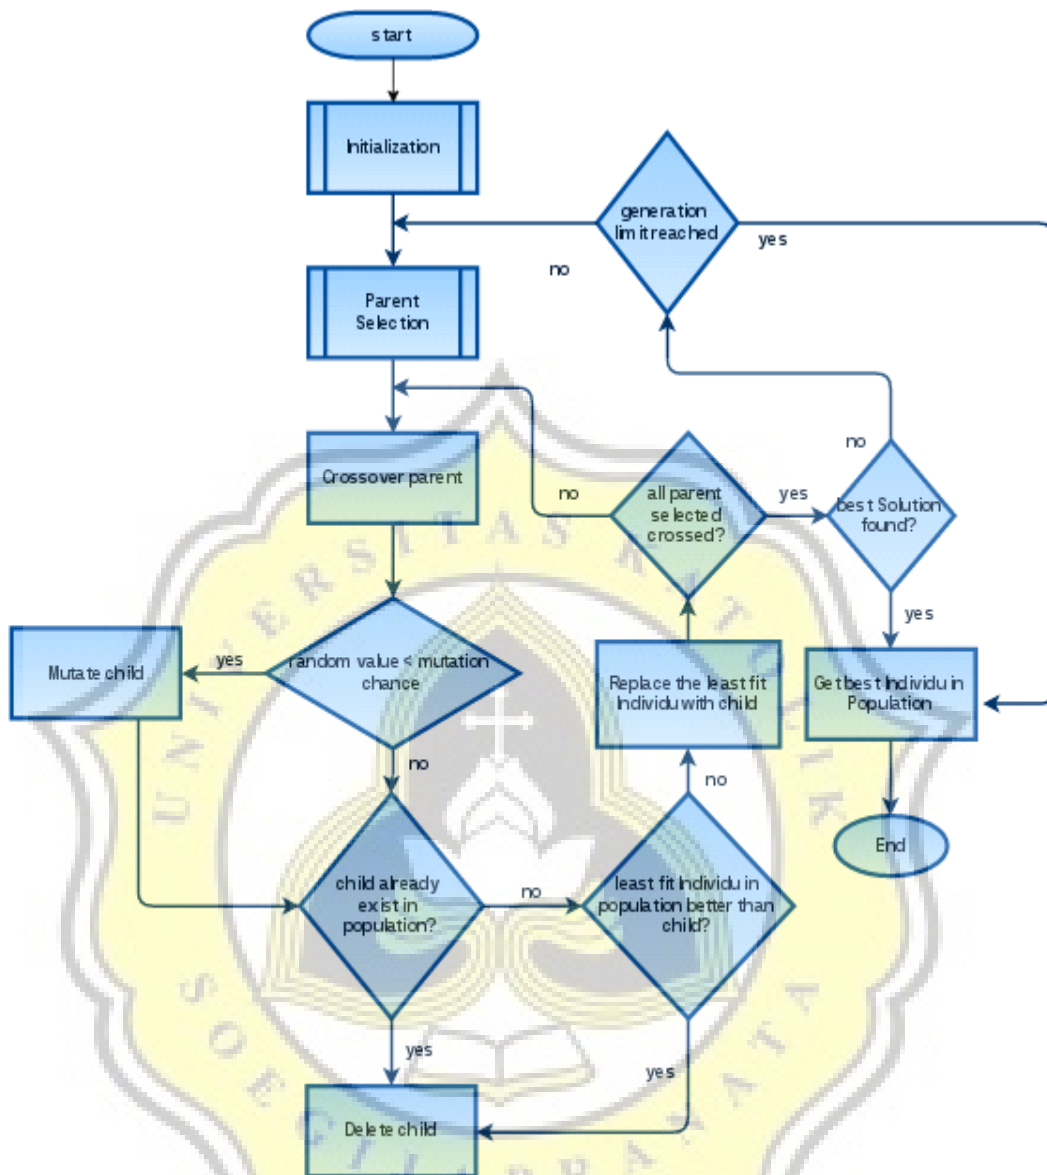 start
Initialization
generation
limit reached
yes
no
Parent
Selection
Crossover parent
no
all parent
selected
crossed?
yes
no
best Solution
found?
yes
Mutate child
yes
random value < mutation
chance
no
Replace the least fit
Individu with child
no
Get best Individu in
Population
End
child already
exist in
population?
no
least fit Individu in
population better than
child?
yes
yes
Delete child
UNIVERSITAS KATOLIK